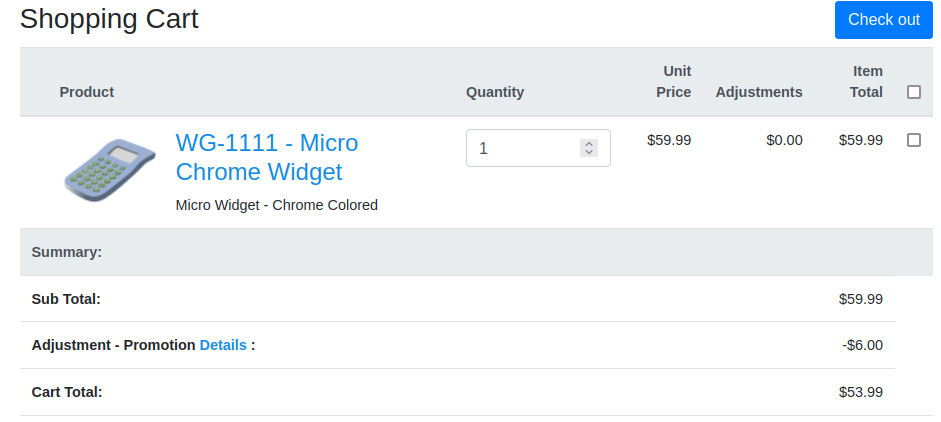 Shopping Cart
Check out
Product Quantity Unit Price Adjustments Item Total
WG-1111 - Micro
Chrome Widget
Micro Widget - Chrome Colored
1 $59.99 $0.00 $59.99
Summary:
Sub Total: $59.99
Adjustment - Promotion Details : -$6.00
Cart Total: $53.99